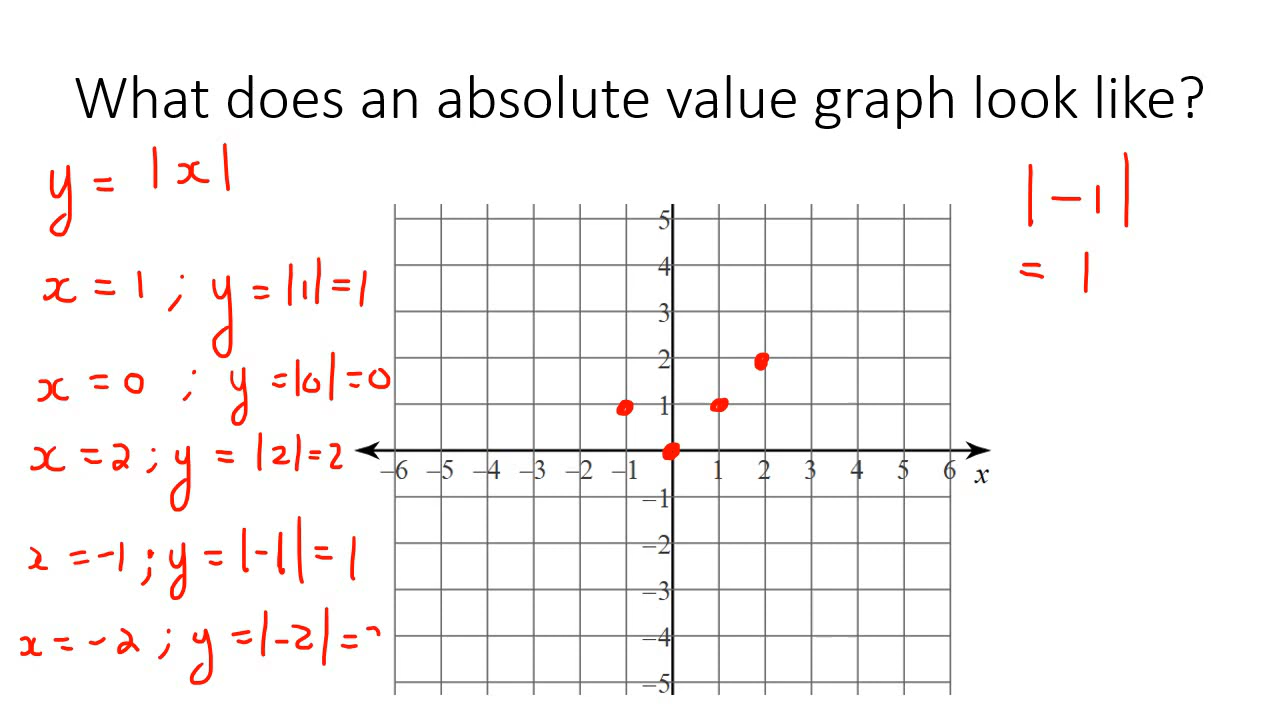 What does an absolute value graph look like?
y = |x|
|-1|
= 1
x = 1 ; y = |1| = 1
x = 0 ; y = |0| = 0
x = 2 ; y = |2| = 2
x = -1 ; y = |-1| = 1
x = -2 ; y = |-2| =
5
4
3
2
1
-6 -5 -4 -3 -2 -1 1 2 3 4 5 6 x
-1
-2
-3
-4
-5